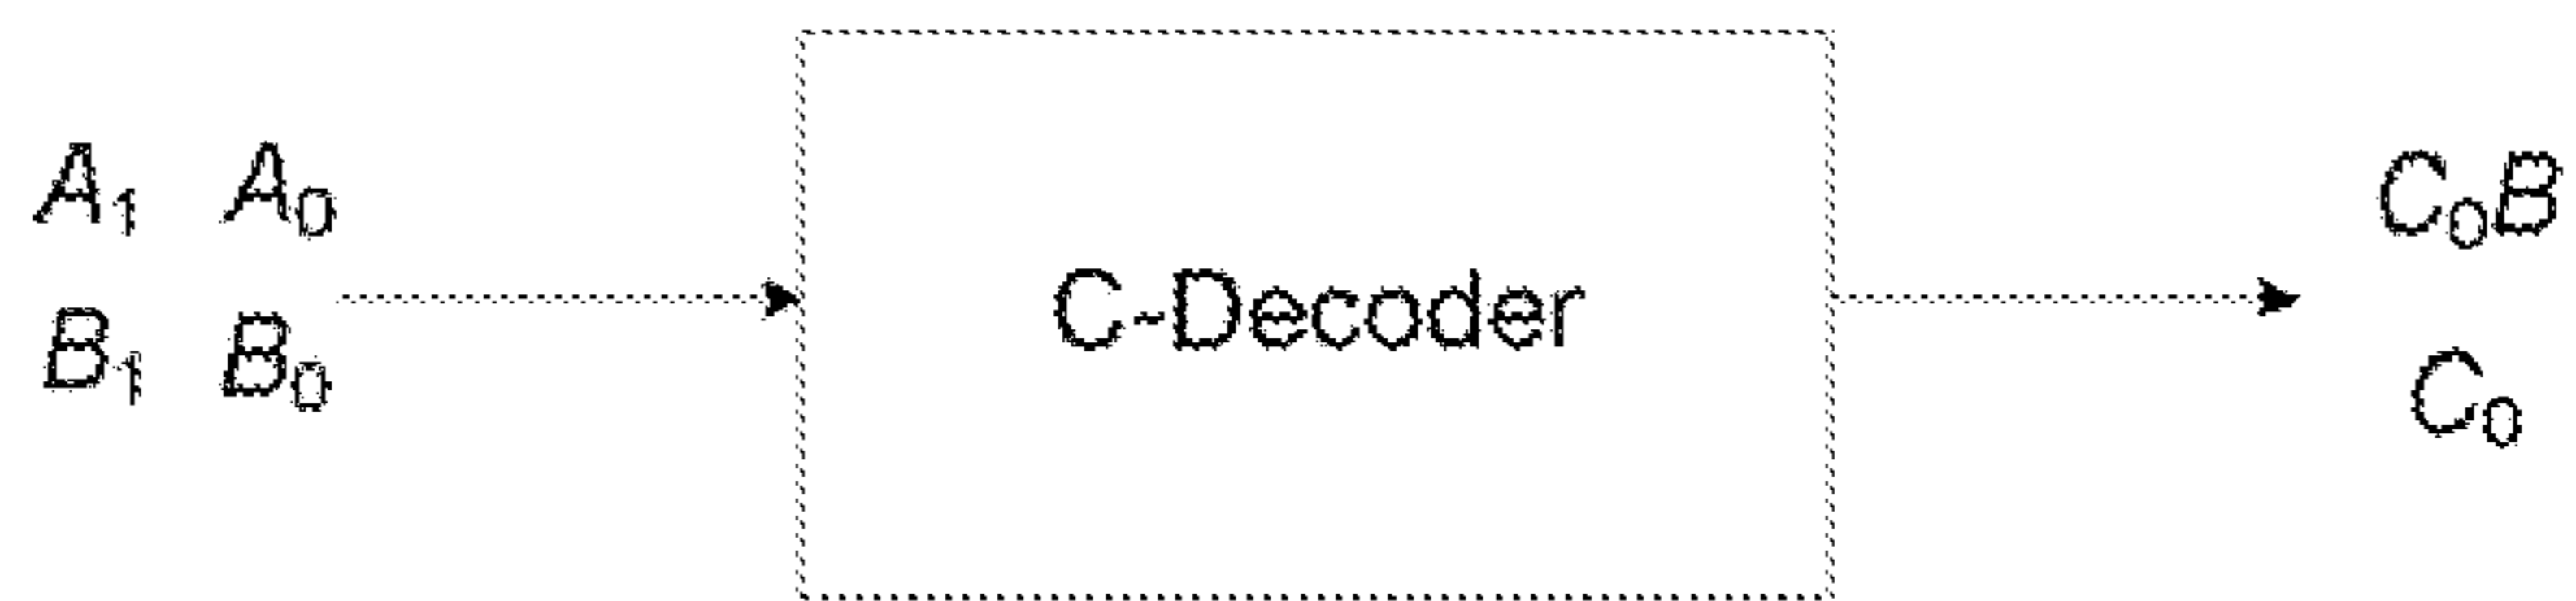 A₁ A₀
B₁ B₀
C-Decoder
C₀B
C₀